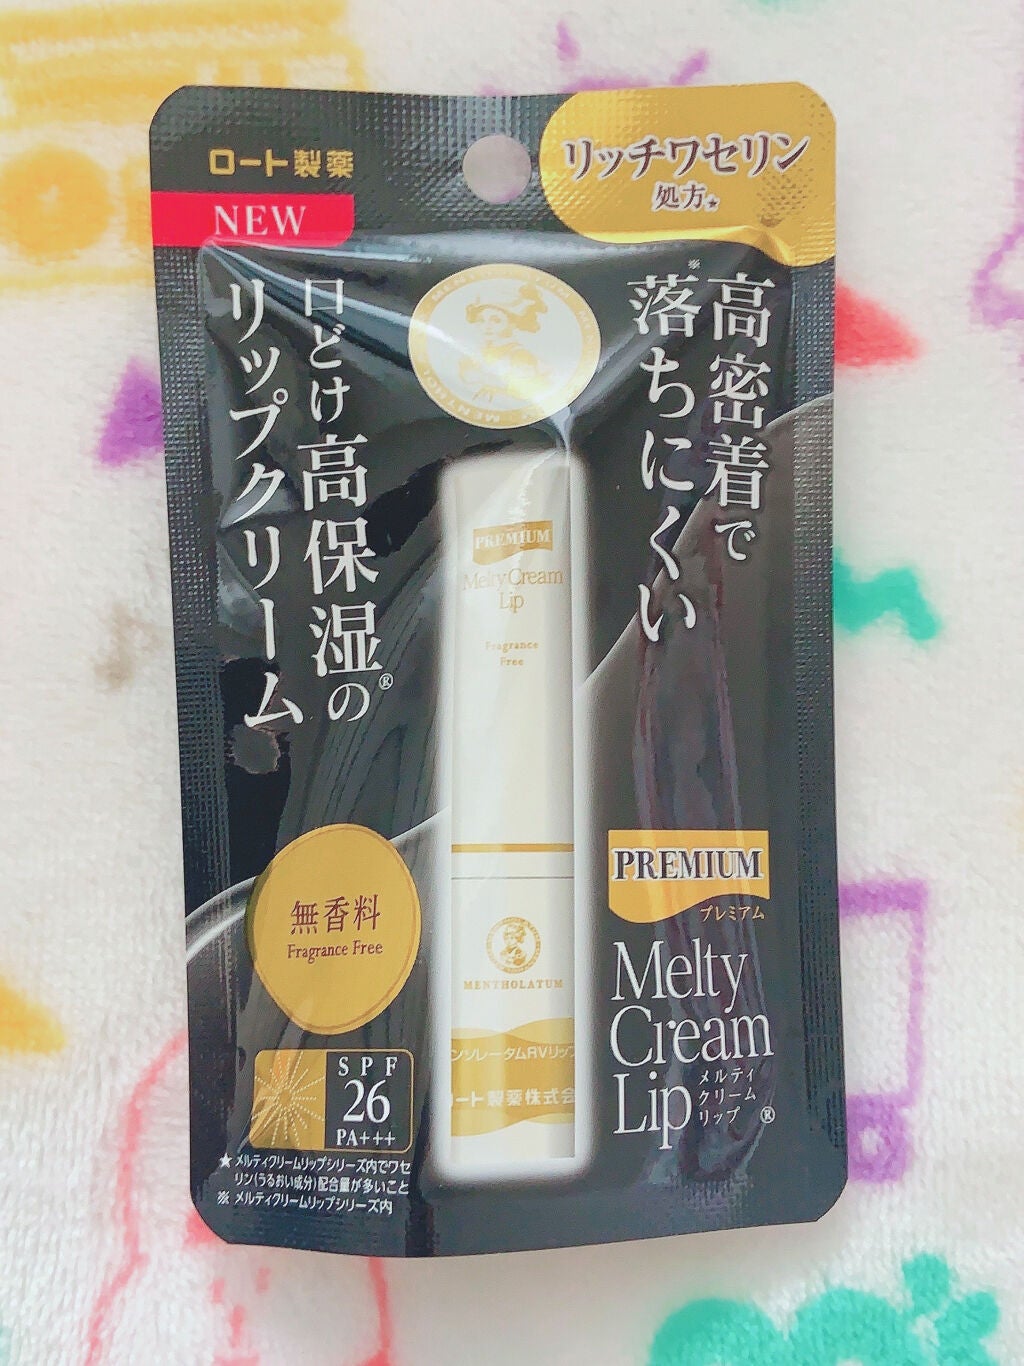 ロート製薬
NEW
リッチワセリン
処方★
高密着で
※落ちにくい
口どけ高保湿の
リップクリーム®
PREMIUM
Melty Cream
Lip
Fragrance
Free
MENTHOLATUM
ンソレータムRVリップ
ート製薬株式会
無香料
Fragrance Free
SPF
26
PA+++
★メルティクリームリップシリーズ内でワセ
リン(うるおい成分)配合量が多いこと
※メルティクリームリップシリーズ内
PREMIUM
プレミアム
Melty
Cream
Lip
メルティ
クリーム
リップ®